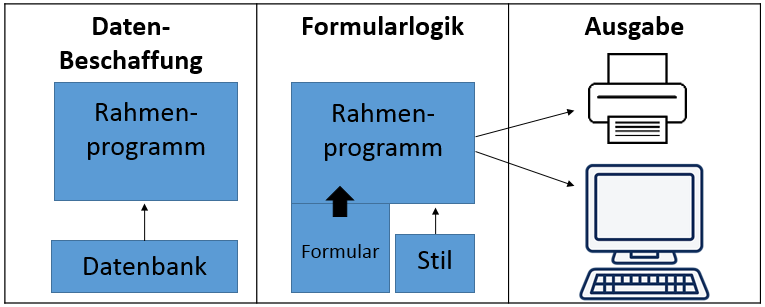 Daten-
Beschaffung
Rahmen-
programm
Datenbank
Formularlogik
Rahmen-
programm
Formular
Stil
Ausgabe